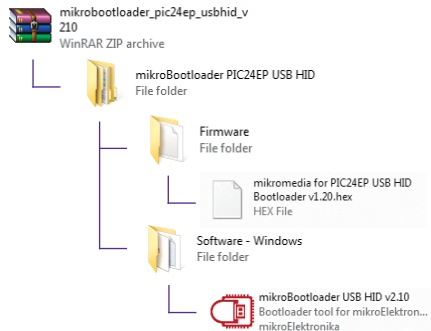 mikrobootloader_pic24ep_usbhid_v
210
WinRAR ZIP archive
mikroBootloader PIC24EP USB HID
File folder
Firmware
File folder
mikromedia for PIC24EP USB HID
Bootloader v1.20.hex
HEX File
Software - Windows
File folder
mikroBootloader USB HID v2.10
Bootloader tool for mikroElektron...
mikroElektronika